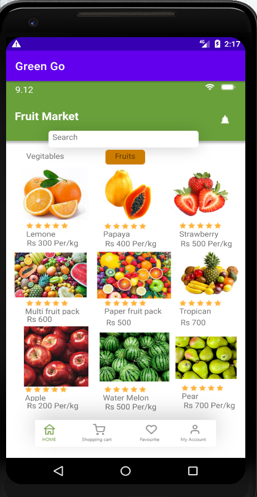 2:17
Green Go
9.12
Fruit Market
Search
Vegitables Fruits
Lemone Papaya Strawberry
Rs 300 Per/kg Rs 400 Per/kg Rs 500 Per/kg
Multi fruit pack Paper fruit pack Tropican
Rs 600 Rs 500 Rs 700
Apple Water Melon Pear
Rs 200 Per/kg Rs 500 Per/kg Rs 700 Per/kg
HOME Shopping cart Favourite My Account